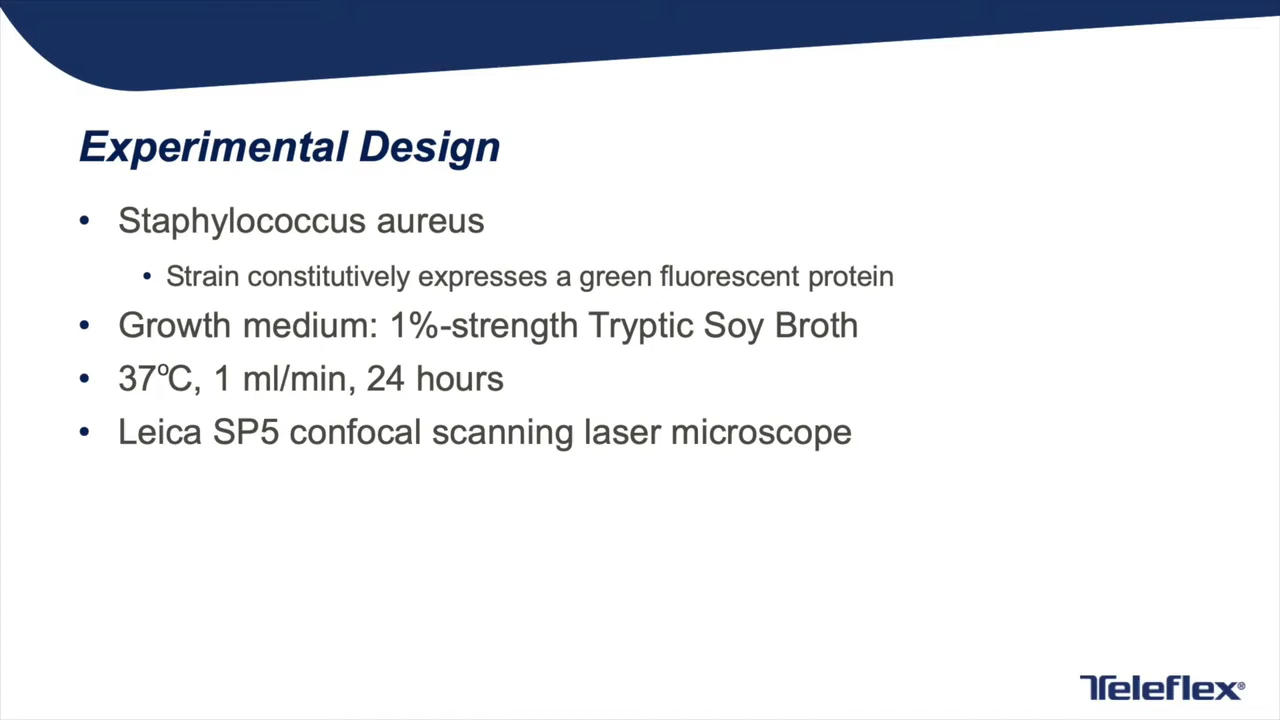 Experimental Design
• Staphylococcus aureus
• Strain constitutively expresses a green fluorescent protein
• Growth medium: 1%-strength Tryptic Soy Broth
• 37ºC, 1 ml/min, 24 hours
• Leica SP5 confocal scanning laser microscope
Teleflex®